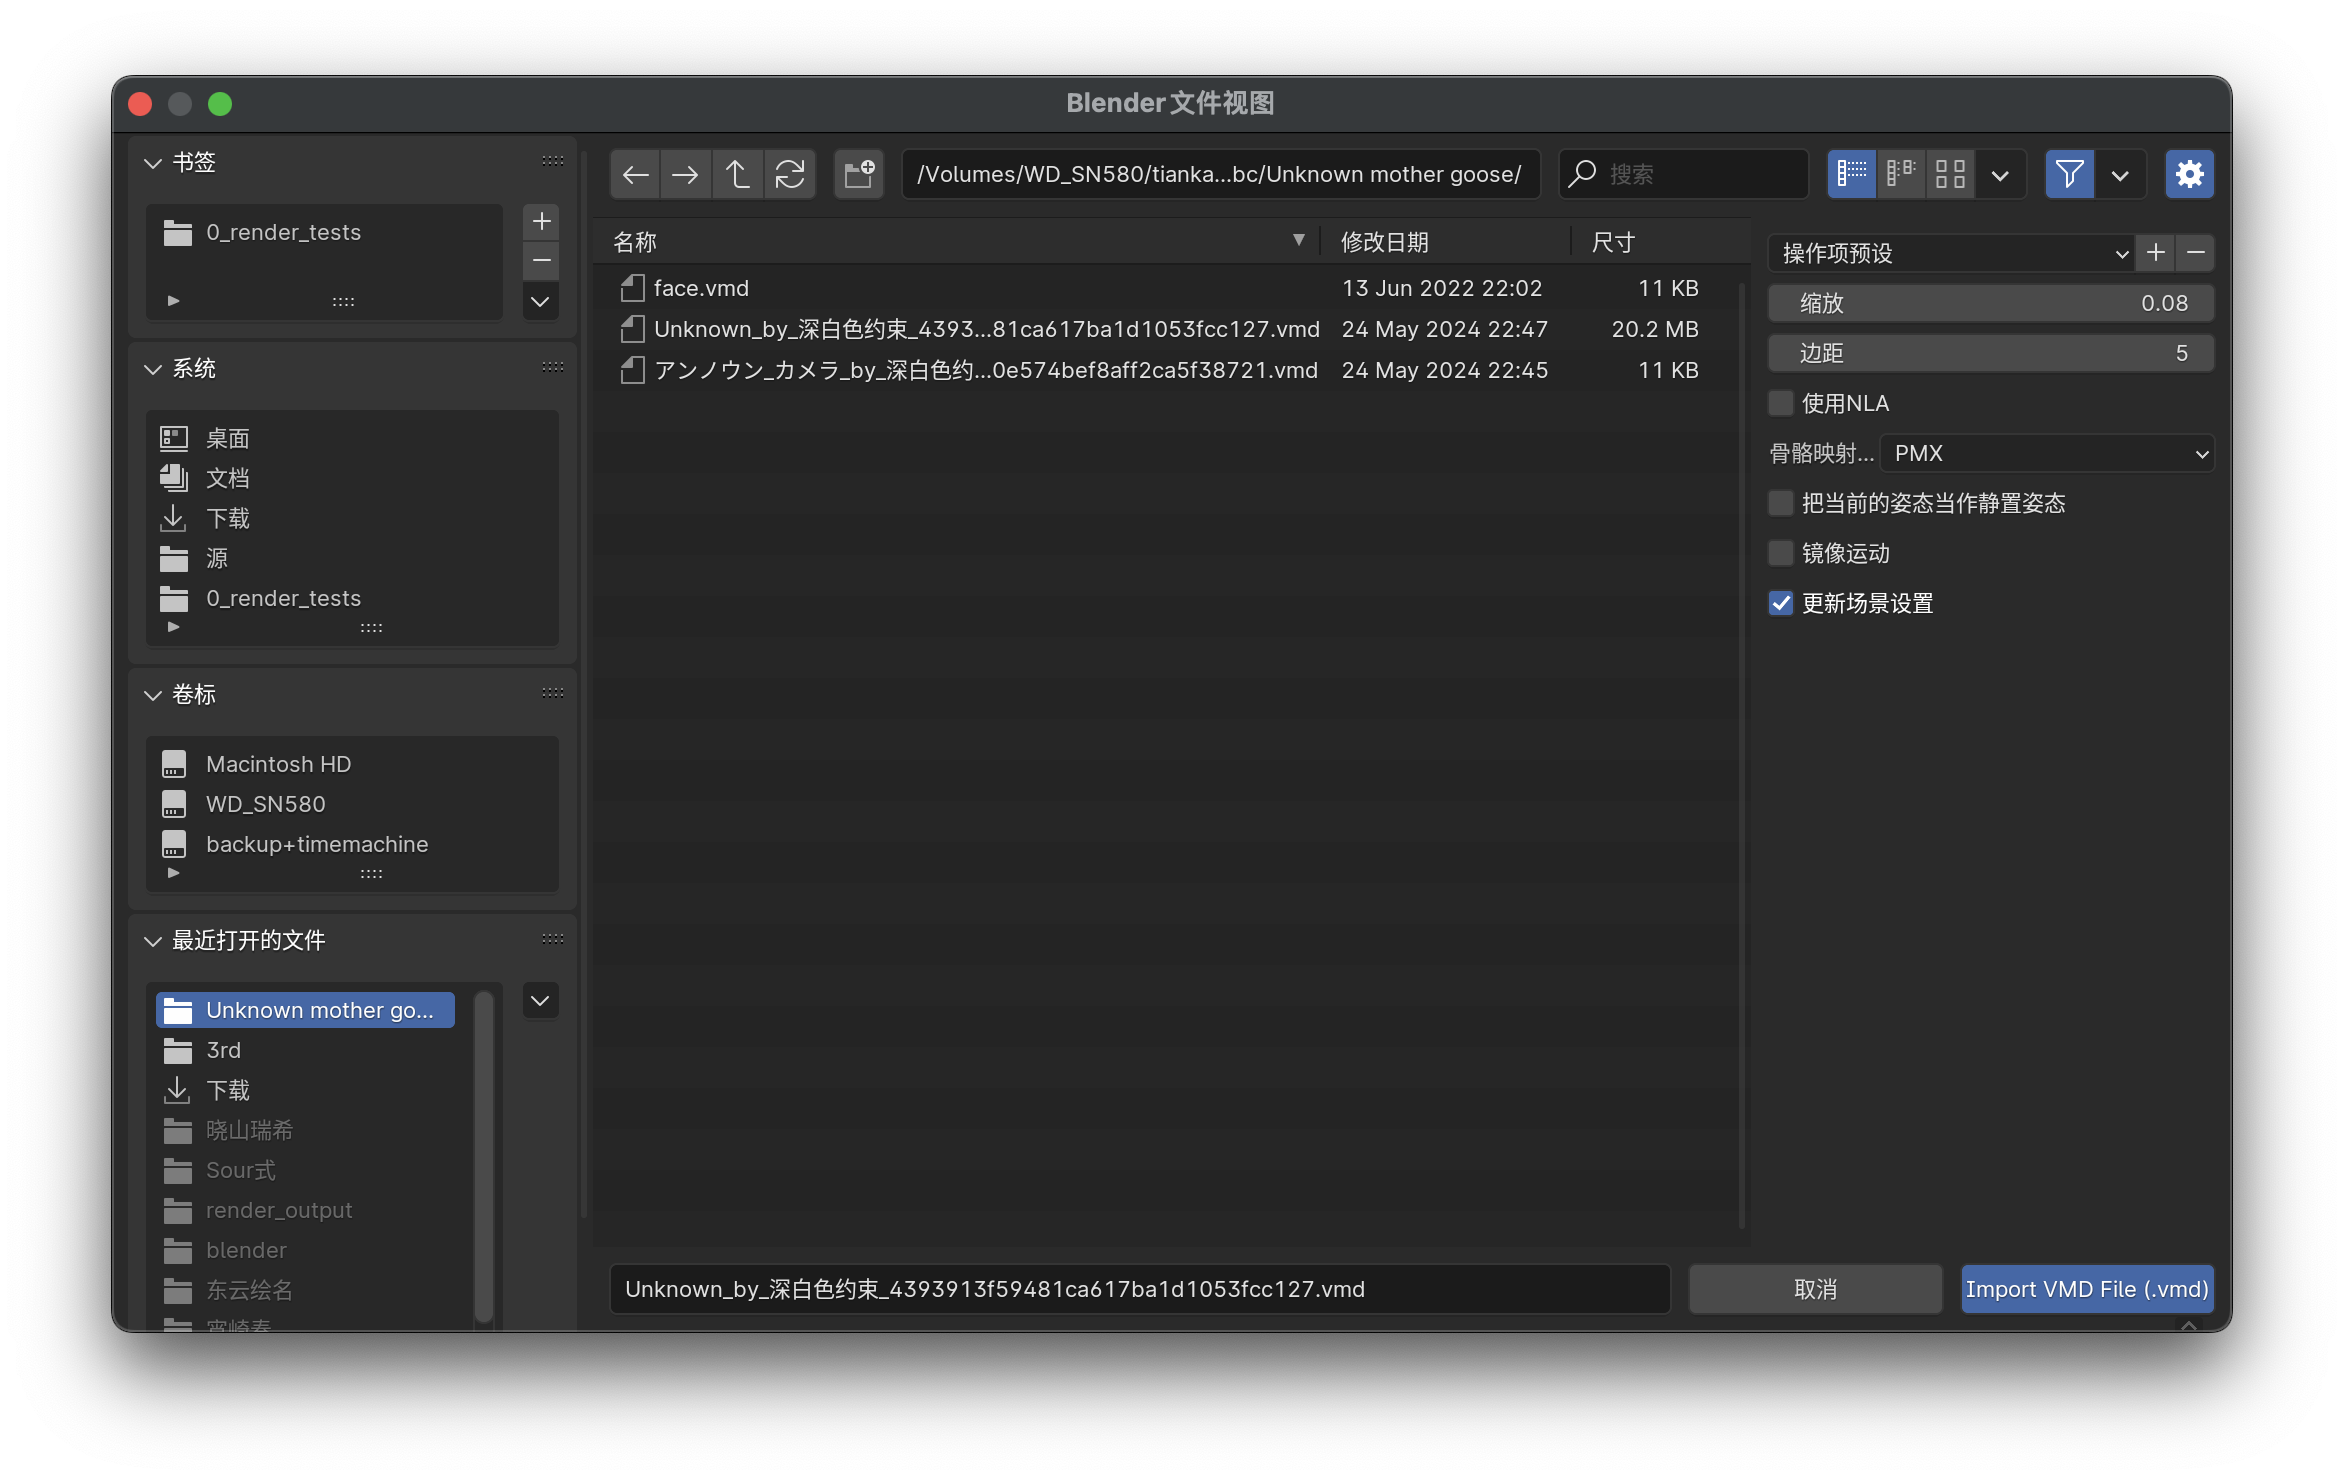 Blender 文件视图
书签
0_render_tests
系统
桌面
文档
下载
源
0_render_tests
卷标
Macintosh HD
WD_SN580
backup+timemachine
最近打开的文件
Unknown mother go...
3rd
下载
晓山瑞希
Sour式
render_output
blender
东云绘名
宵崎奏
/Volumes/WD_SN580/tianka...bc/Unknown mother goose/
搜索
名称 修改日期 尺寸
face.vmd 13 Jun 2022 22:02 11 KB
Unknown_by_深白色约束_4393...81ca617ba1d1053fcc127.vmd 24 May 2024 22:47 20.2 MB
アンノウン_カメラ_by_深白色约...0e574bef8aff2ca5f38721.vmd 24 May 2024 22:45 11 KB
操作项预设
缩放 0.08
边距 5
使用NLA
骨骼映射... PMX
把当前的姿态当作静置姿态
镜像运动
更新场景设置
Unknown_by_深白色约束_4393913f59481ca617ba1d1053fcc127.vmd
取消
Import VMD File (.vmd)